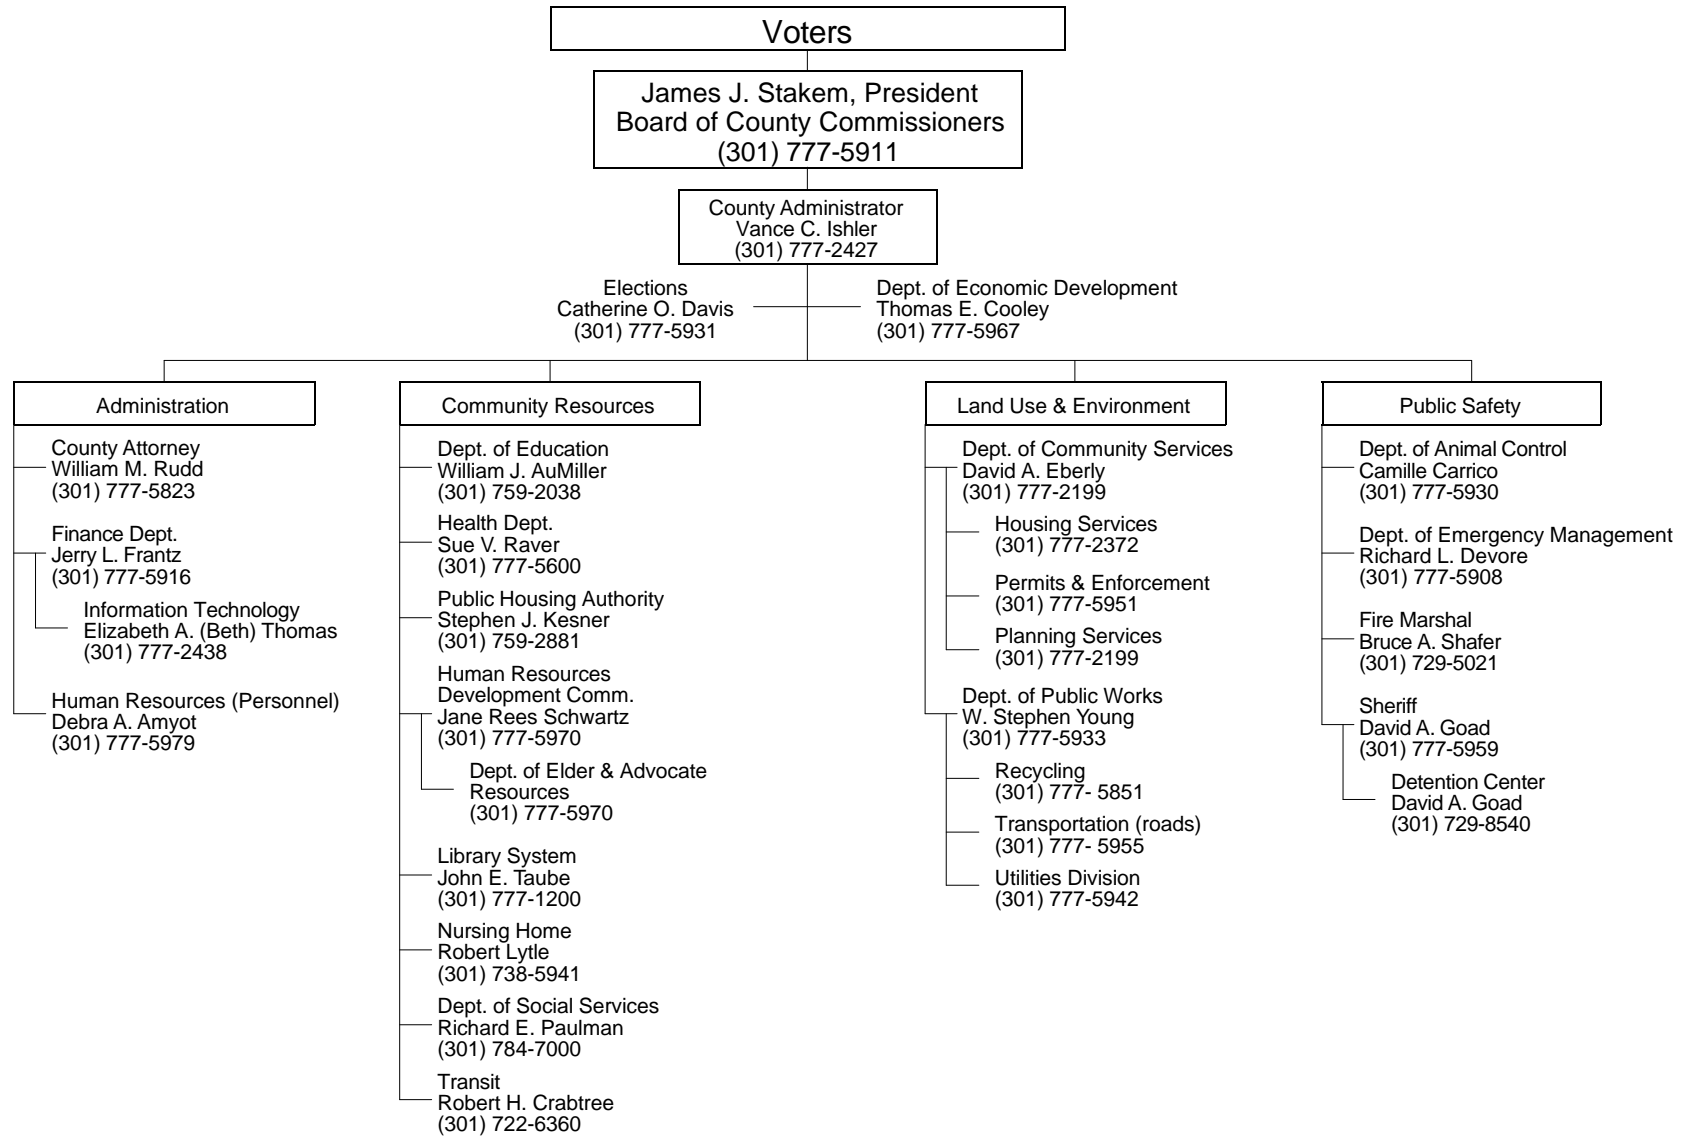 Voters
James J. Stakem, President
Board of County Commissioners
(301) 777-5911
County Administrator
Vance C. Ishler
(301) 777-2427
Elections
Catherine O. Davis
(301) 777-5931
Dept. of Economic Development
Thomas E. Cooley
(301) 777-5967
Administration
County Attorney
William M. Rudd
(301) 777-5823
Finance Dept.
Jerry L. Frantz
(301) 777-5916
Information Technology
Elizabeth A. (Beth) Thomas
(301) 777-2438
Human Resources (Personnel)
Debra A. Amyot
(301) 777-5979
Community Resources
Dept. of Education
William J. AuMiller
(301) 759-2038
Health Dept.
Sue V. Raver
(301) 777-5600
Public Housing Authority
Stephen J. Kesner
(301) 759-2881
Human Resources
Development Comm.
Jane Rees Schwartz
(301) 777-5970
Dept. of Elder & Advocate
Resources
(301) 777-5970
Library System
John E. Taube
(301) 777-1200
Nursing Home
Robert Lytle
(301) 738-5941
Dept. of Social Services
Richard E. Paulman
(301) 784-7000
Transit
Robert H. Crabtree
(301) 722-6360
Land Use & Environment
Dept. of Community Services
David A. Eberly
(301) 777-2199
Housing Services
(301) 777-2372
Permits & Enforcement
(301) 777-5951
Planning Services
(301) 777-2199
Dept. of Public Works
W. Stephen Young
(301) 777-5933
Recycling
(301) 777- 5851
Transportation (roads)
(301) 777- 5955
Utilities Division
(301) 777-5942
Public Safety
Dept. of Animal Control
Camille Carrico
(301) 777-5930
Dept. of Emergency Management
Richard L. Devore
(301) 777-5908
Fire Marshal
Bruce A. Shafer
(301) 729-5021
Sheriff
David A. Goad
(301) 777-5959
Detention Center
David A. Goad
(301) 729-8540